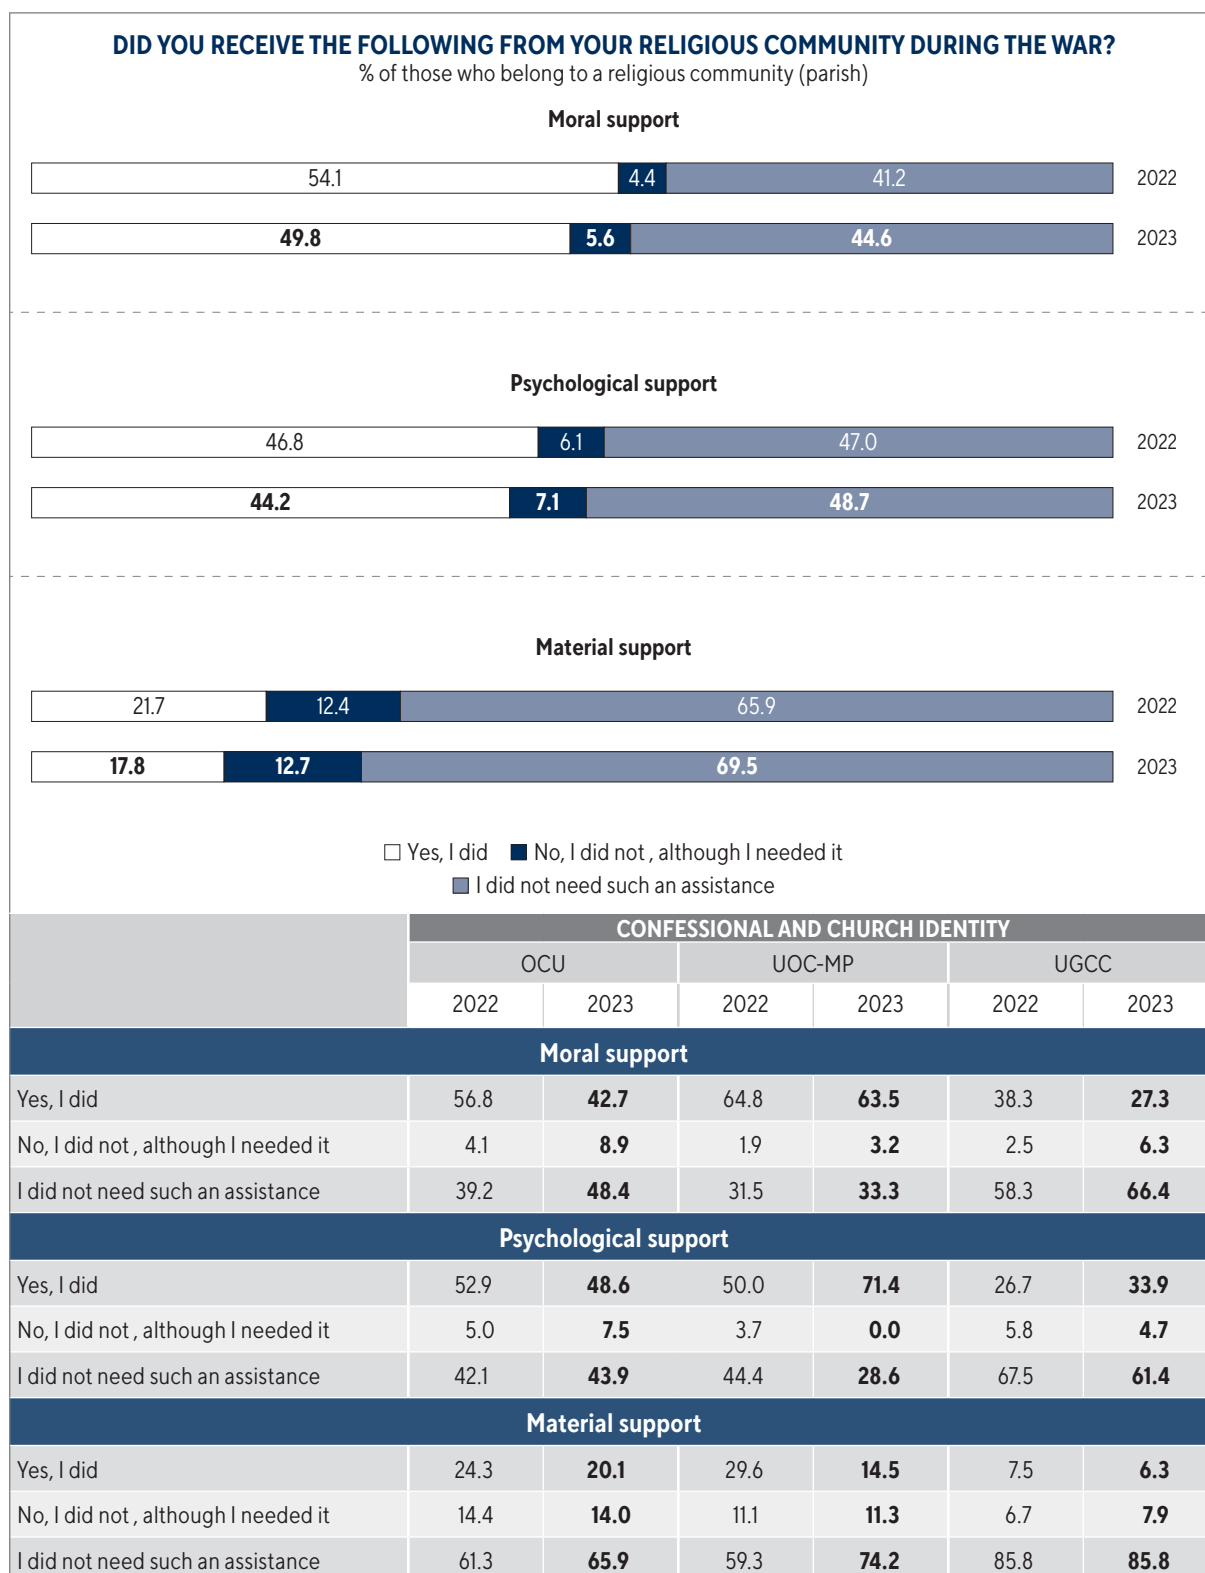 DID YOU RECEIVE THE FOLLOWING FROM YOUR RELIGIOUS COMMUNITY DURING THE WAR?
% of those who belong to a religious community (parish)
Moral support
54.1 4.4 41.2 2022
49.8 5.6 44.6 2023
Psychological support
46.8 6.1 47.0 2022
44.2 7.1 48.7 2023
Material support
21.7 12.4 65.9 2022
17.8 12.7 69.5 2023
Yes, I did No, I did not , although I needed it
I did not need such an assistance
CONFESSIONAL AND CHURCH IDENTITY
OCU UOC-MP UGCC
2022 2023 2022 2023 2022 2023
Moral support
Yes, I did 56.8 42.7 64.8 63.5 38.3 27.3
No, I did not , although I needed it 4.1 8.9 1.9 3.2 2.5 6.3
I did not need such an assistance 39.2 48.4 31.5 33.3 58.3 66.4
Psychological support
Yes, I did 52.9 48.6 50.0 71.4 26.7 33.9
No, I did not , although I needed it 5.0 7.5 3.7 0.0 5.8 4.7
I did not need such an assistance 42.1 43.9 44.4 28.6 67.5 61.4
Material support
Yes, I did 24.3 20.1 29.6 14.5 7.5 6.3
No, I did not , although I needed it 14.4 14.0 11.1 11.3 6.7 7.9
I did not need such an assistance 61.3 65.9 59.3 74.2 85.8 85.8